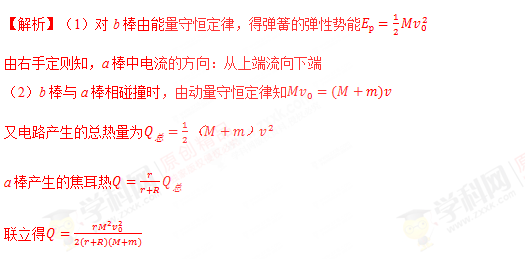 【解析】（1）对 b 棒由能量守恒定律，得弹簧的弹性势能 $E_p=\frac{1}{2}Mv_0^2$
由右手定则知，a 棒中电流的方向：从上端流向下端
（2）b 棒与 a 棒相碰撞时，由动量守恒定律知 $Mv_0=(M+m)v$
又电路产生的总热量为 $Q_{总}=\frac{1}{2}（M+m）v^2$
a 棒产生的焦耳热 $Q=\frac{r}{r+R}Q_{总}$
联立得 $Q=\frac{rM^2v_0^2}{2(r+R)(M+m)}$